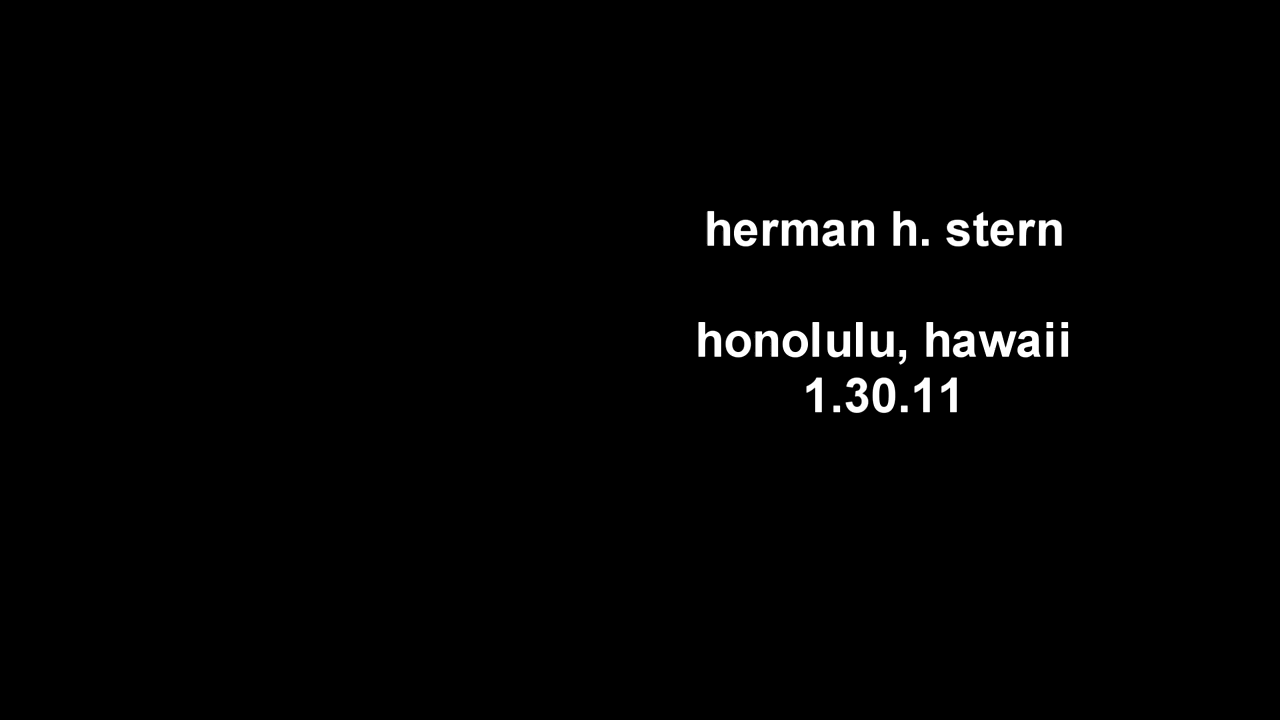 herman h. stern
honolulu, hawaii
1.30.11